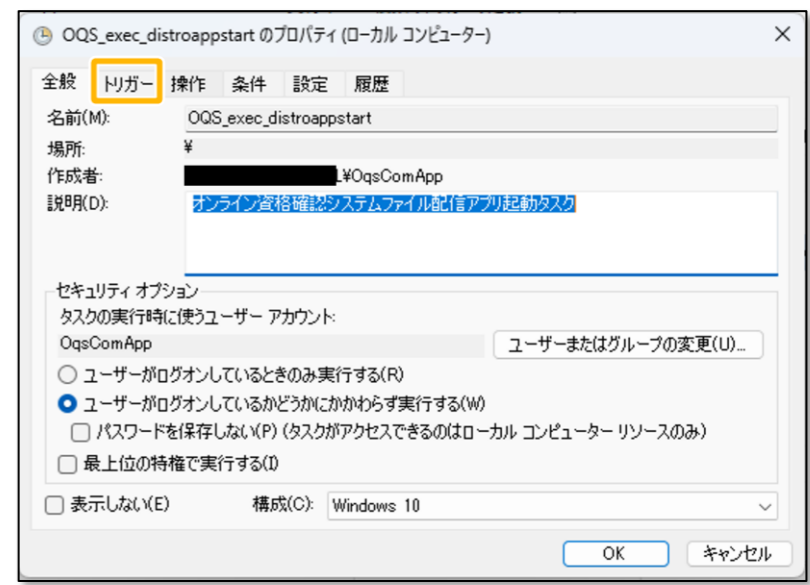 OQS_exec_distroappstart のプロパティ (ローカル コンピューター)
全般 トリガー 操作 条件 設定 履歴
名前(M): OQS_exec_distroappstart
場所: ¥
作成者: ¥OqsComApp
説明(D): オンライン資格確認システムファイル配信アプリ起動タスク
セキュリティ オプション
タスクの実行時に使うユーザー アカウント:
OqsComApp ユーザーまたはグループの変更(U)...
ユーザーがログオンしているときのみ実行する(R)
ユーザーがログオンしているかどうかにかかわらず実行する(W)
パスワードを保存しない(P) (タスクがアクセスできるのはローカル コンピューター リソースのみ)
最上位の特権で実行する(I)
表示しない(E) 構成(C): Windows 10
OK キャンセル